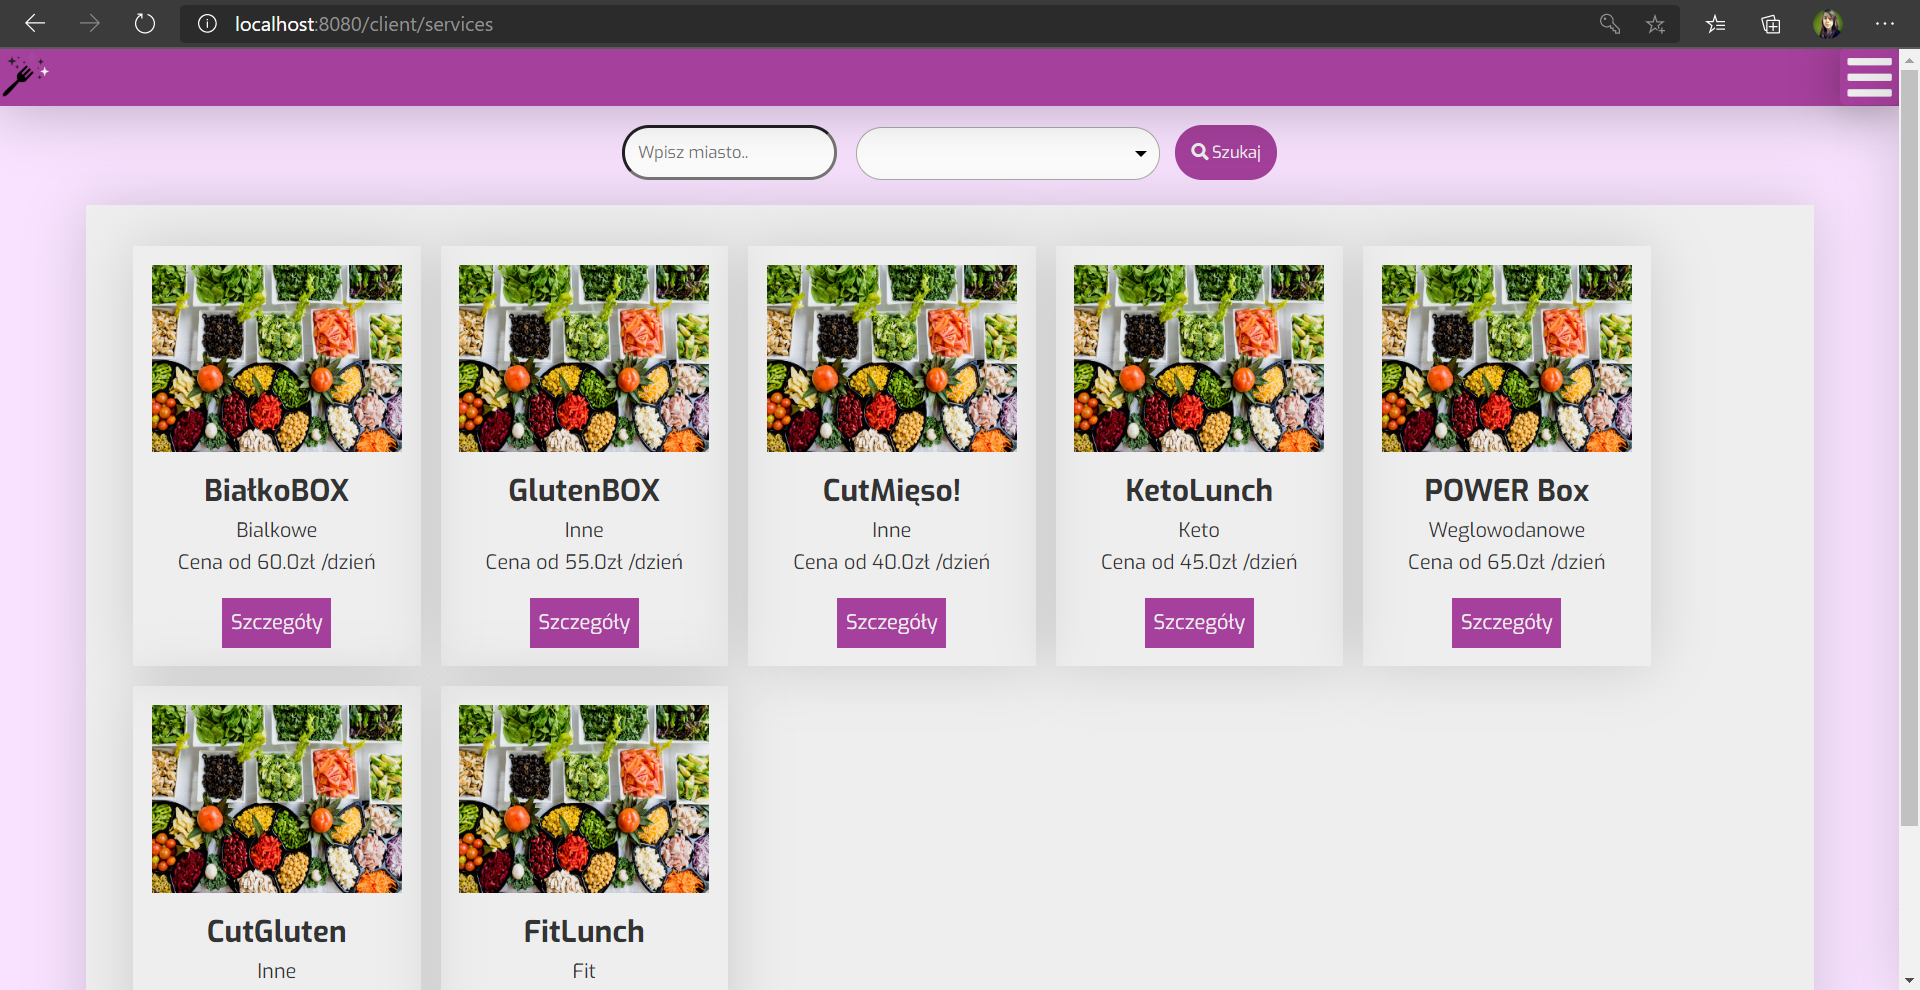 localhost:8080/client/services
Wpisz miasto..
Szukaj
BiałkoBOX
Bialkowe
Cena od 60.0zł /dzień
Szczegóły
GlutenBOX
Inne
Cena od 55.0zł /dzień
Szczegóły
CutMięso!
Inne
Cena od 40.0zł /dzień
Szczegóły
KetoLunch
Keto
Cena od 45.0zł /dzień
Szczegóły
POWER Box
Weglowodanowe
Cena od 65.0zł /dzień
Szczegóły
CutGluten
Inne
FitLunch
Fit